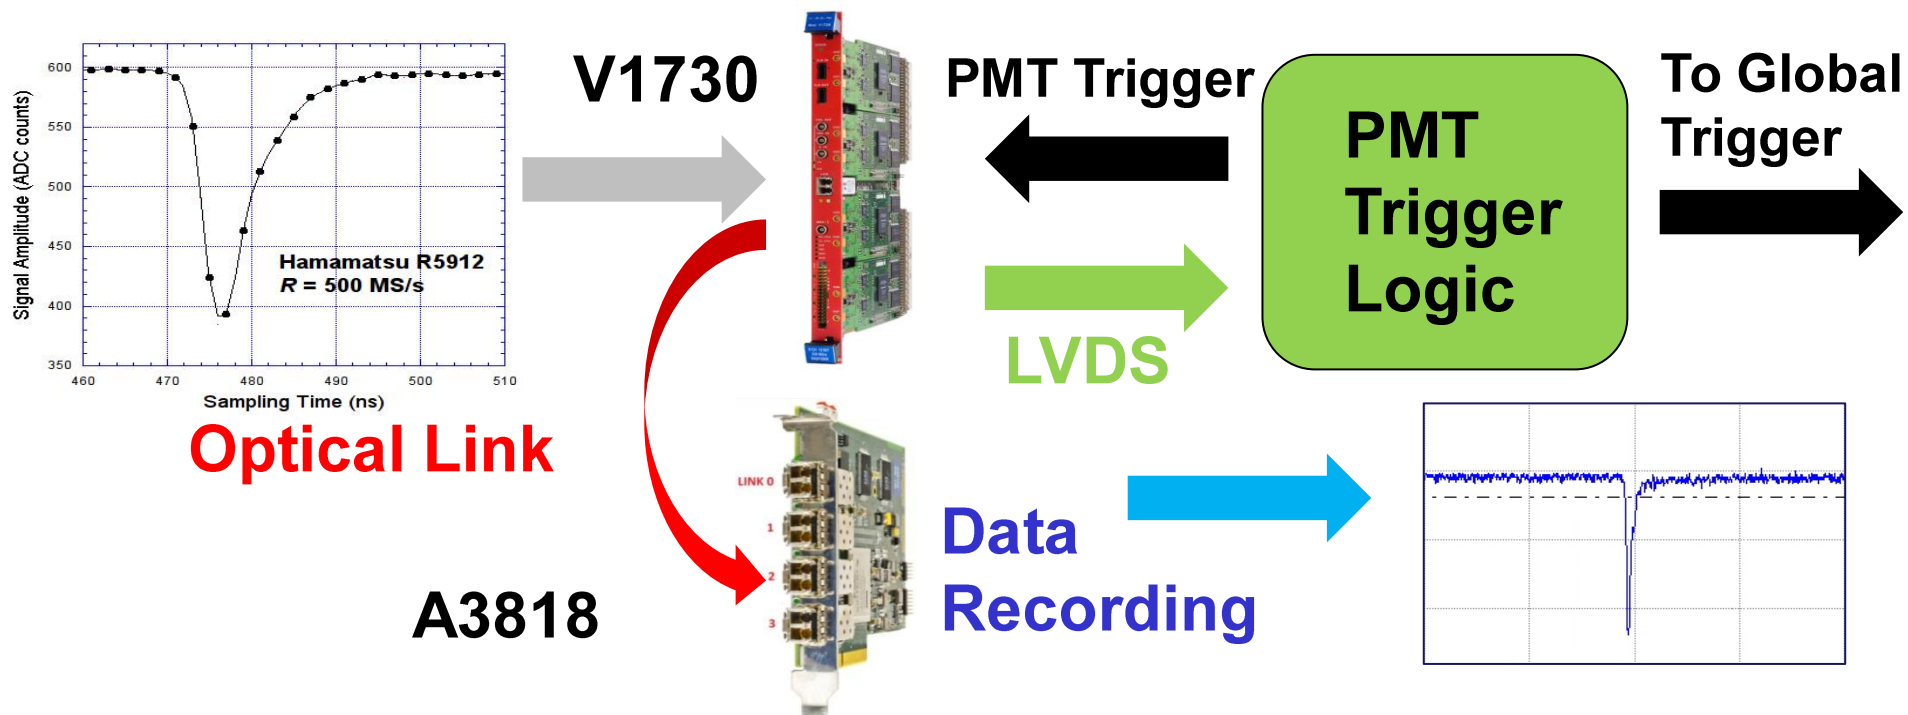 V1730
PMT Trigger
To Global
Trigger
PMT
Trigger
Logic
LVDS
Signal Amplitude (ADC counts)
600
550
500
450
400
350
460 470 480 490 500 510
Sampling Time (ns)
Hamamatsu R5912
R = 500 MS/s
Optical Link
A3818
LINK 0
1
2
3
Data
Recording